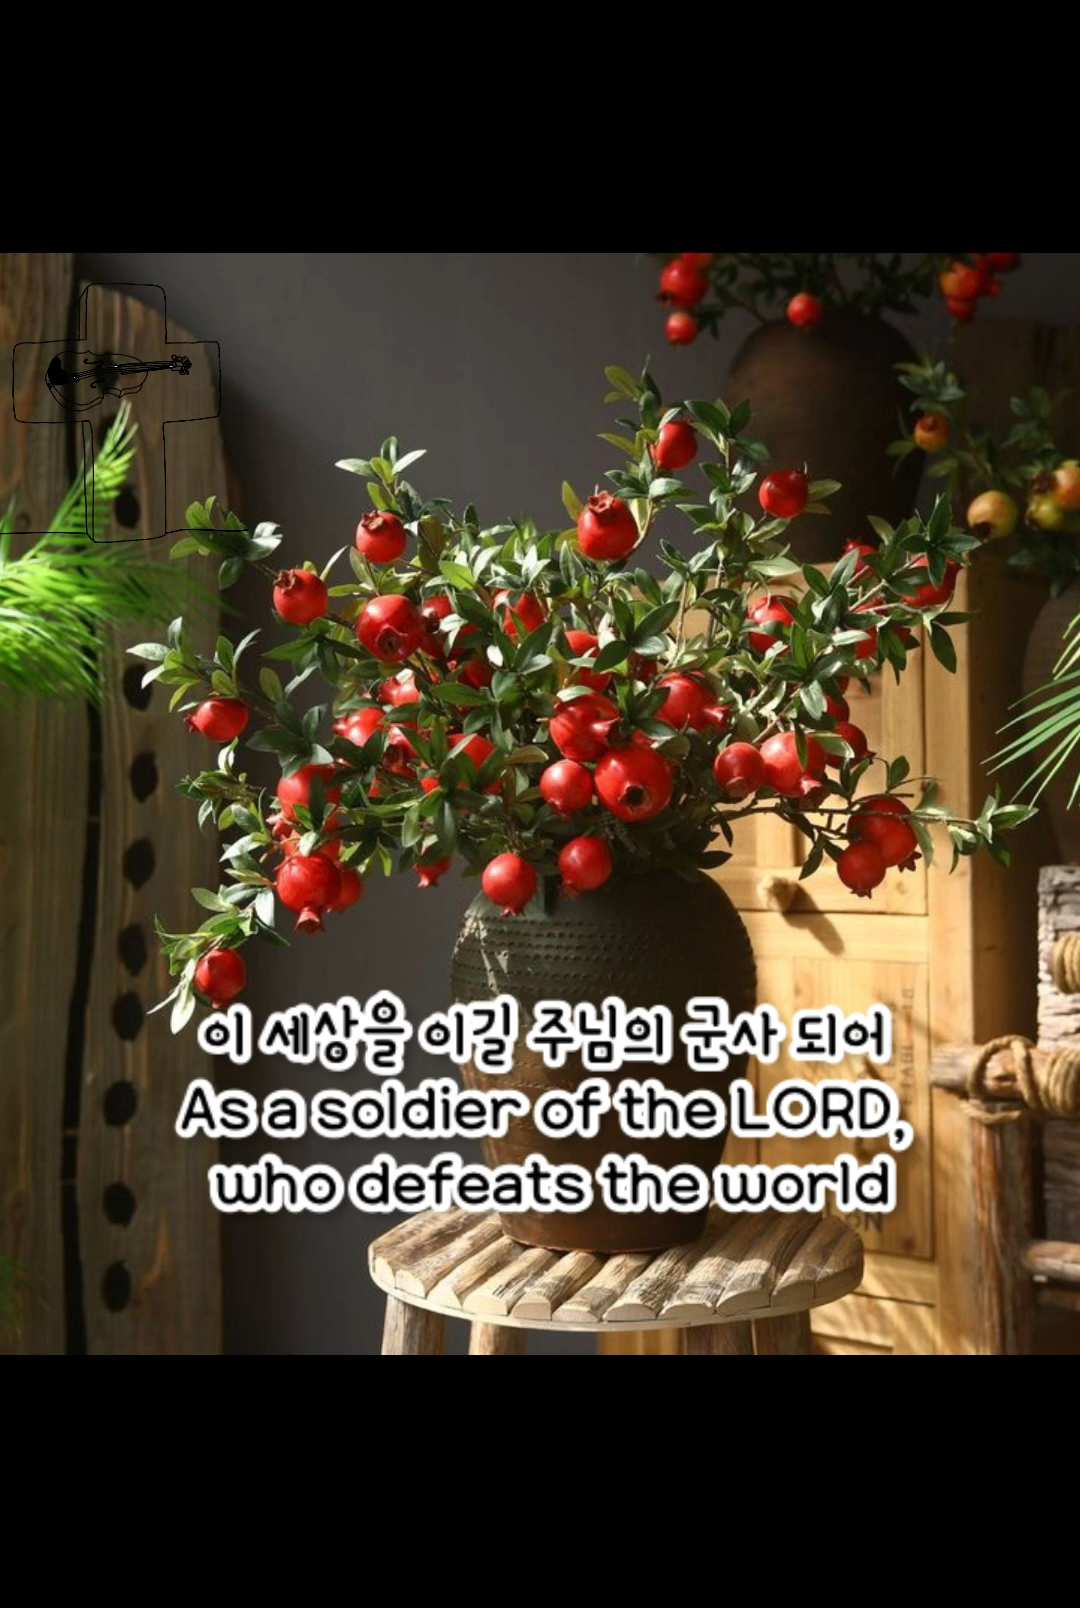 이 세상을 이길 주님의 군사 되어
As a soldier of the LORD,
who defeats the world